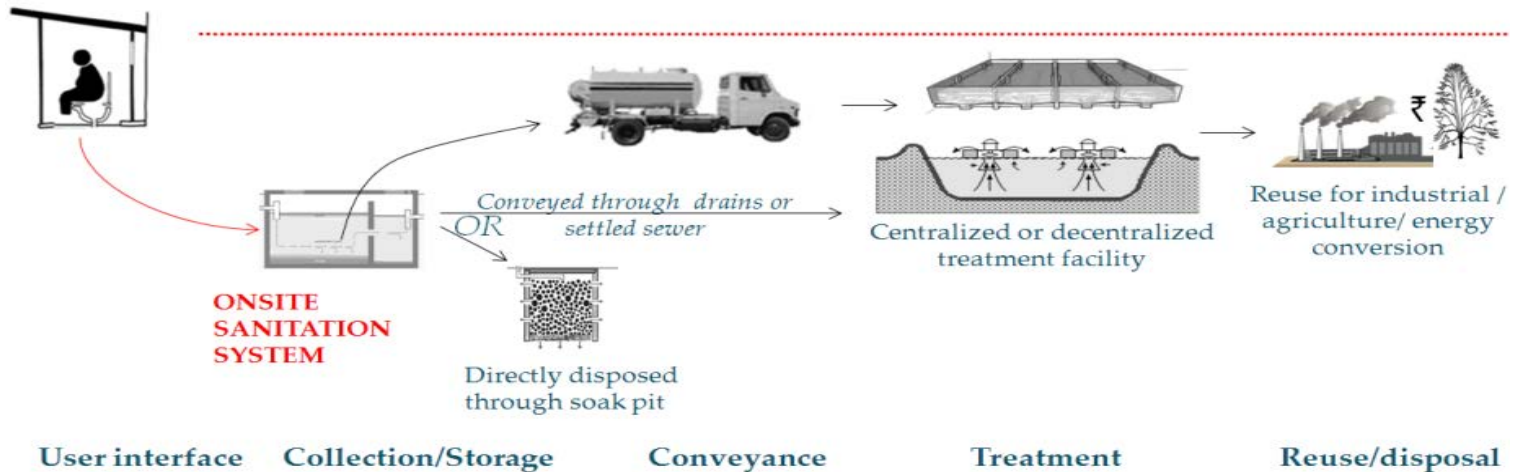 ₹
Conveyed through drains or
OR
settled sewer
Reuse for industrial /
agriculture/ energy
conversion
Centralized or decentralized
treatment facility
ONSITE
SANITATION
SYSTEM
Directly disposed
through soak pit
User interface Collection/Storage Conveyance Treatment Reuse/disposal